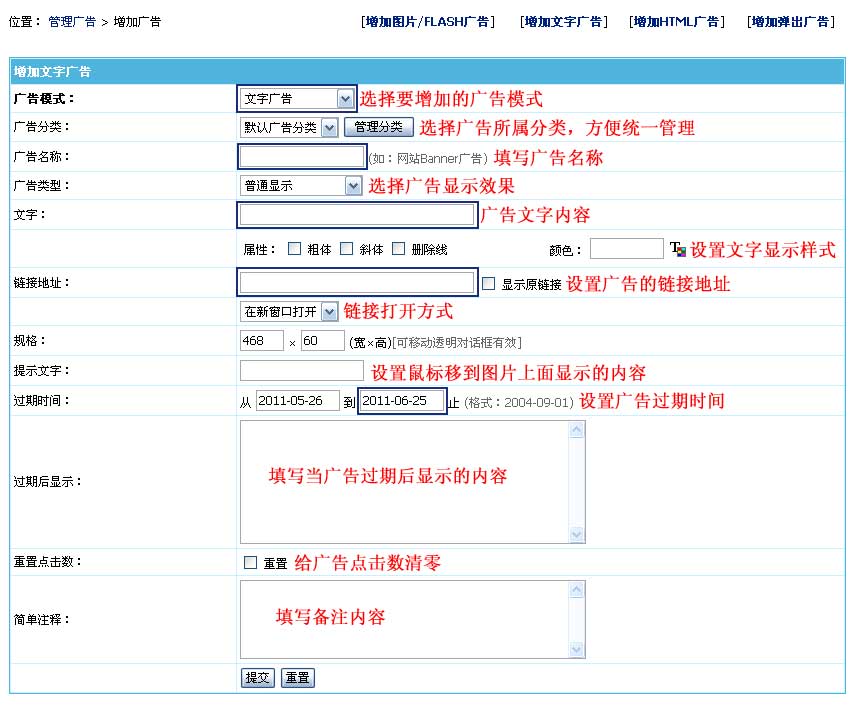 位置： 管理广告 > 增加广告 [增加图片/FLASH广告] [增加文字广告] [增加HTML广告] [增加弹出广告]
增加文字广告
广告模式： 文字广告 选择要增加的广告模式
广告分类： 默认广告分类 管理分类 选择广告所属分类，方便统一管理
广告名称： (如：网站Banner广告) 填写广告名称
广告类型： 普通显示 选择广告显示效果
文字： 广告文字内容
属性： 粗体 斜体 删除线 颜色： 设置文字显示样式
链接地址： 显示原链接 设置广告的链接地址
在新窗口打开 链接打开方式
规格： 468 × 60 (宽×高)[可移动透明对话框有效]
提示文字： 设置鼠标移到图片上面显示的内容
过期时间： 从 2011-05-26 到 2011-06-25 止 (格式：2004-09-01) 设置广告过期时间
过期后显示： 填写当广告过期后显示的内容
重置点击数： 重置 给广告点击数清零
简单注释： 填写备注内容
提交 重置